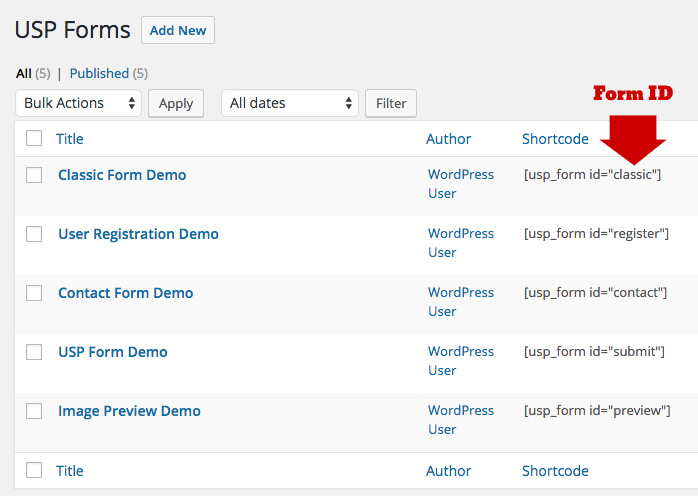 USP Forms Add New
All (5) | Published (5)
Bulk Actions Apply All dates Filter
Form ID
Title Author Shortcode
Classic Form Demo WordPress User [usp_form id="classic"]
User Registration Demo WordPress User [usp_form id="register"]
Contact Form Demo WordPress User [usp_form id="contact"]
USP Form Demo WordPress User [usp_form id="submit"]
Image Preview Demo WordPress User [usp_form id="preview"]
Title Author Shortcode